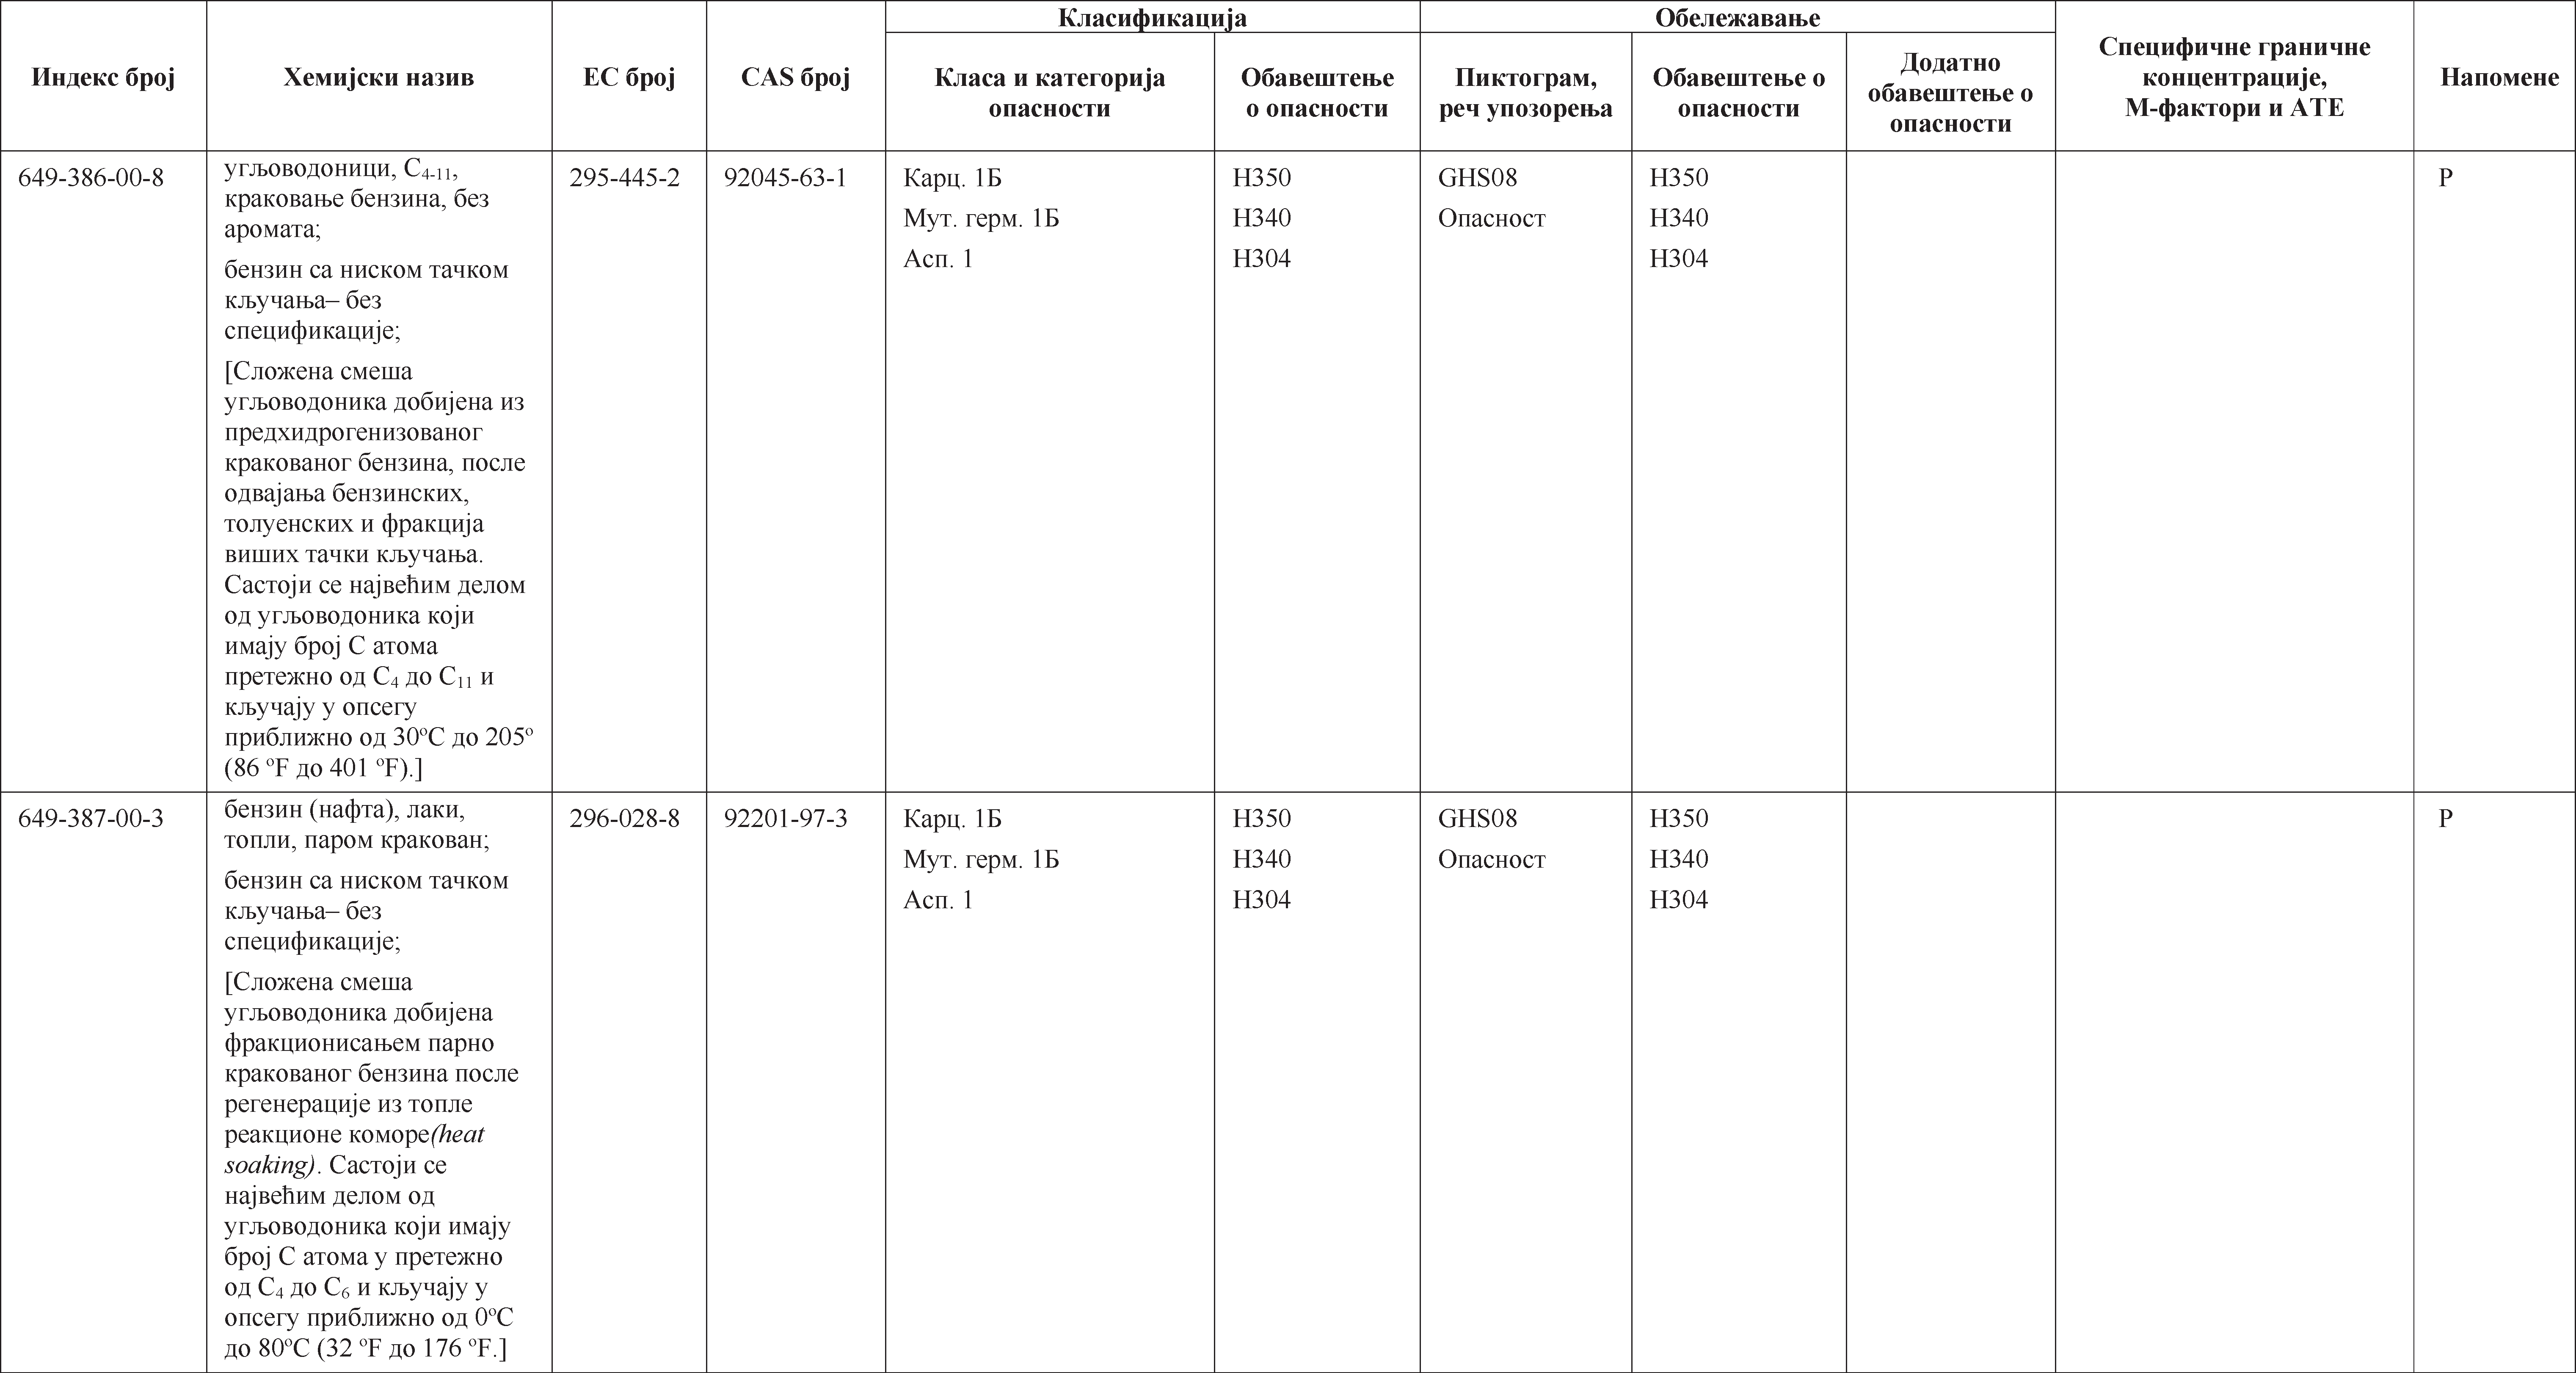 Класификација
Обележавање
Индекс број
Хемијски назив
ЕС број
CAS број
Класа и категорија
опасности
Обавештење
о опасности
Пиктограм,
реч упозорења
Обавештење о
опасности
Додатно
обавештење о
опасности
Специфичне граничне
концентрације,
М-фактори и АТЕ
Напомене
649-386-00-8
угљоводоници, C4-11,
краковање бензина, без
аромата;
бензин са ниском тачком
кључања– без
спецификације;
[Сложена смеша
угљоводоника добијена из
предхидрогенизованог
кракованог бензина, после
одвајања бензинских,
толуенских и фракција
виших тачки кључања.
Састоји се највећим делом
од угљоводоника који
имају број С атома
претежно од C4 до C11 и
кључају у опсегу
приближно од 30ºC до 205º
(86 ºF до 401 ºF).]
295-445-2
92045-63-1
Карц. 1Б
Мут. герм. 1Б
Асп. 1
H350
H340
H304
GHS08
Опасност
H350
H340
H304
P
649-387-00-3
бензин (нафта), лаки,
топли, паром кракован;
бензин са ниском тачком
кључања– без
спецификације;
[Сложена смеша
угљоводоника добијена
фракционисањем парно
кракованог бензина после
регенерације из топле
реакционе коморе(heat
soaking). Састоји се
највећим делом од
угљоводоника који имају
број С атома у претежно
од C4 до C6 и кључају у
опсегу приближно од 0ºC
до 80ºC (32 ºF до 176 ºF.]
296-028-8
92201-97-3
Карц. 1Б
Мут. герм. 1Б
Асп. 1
H350
H340
H304
GHS08
Опасност
H350
H340
H304
P